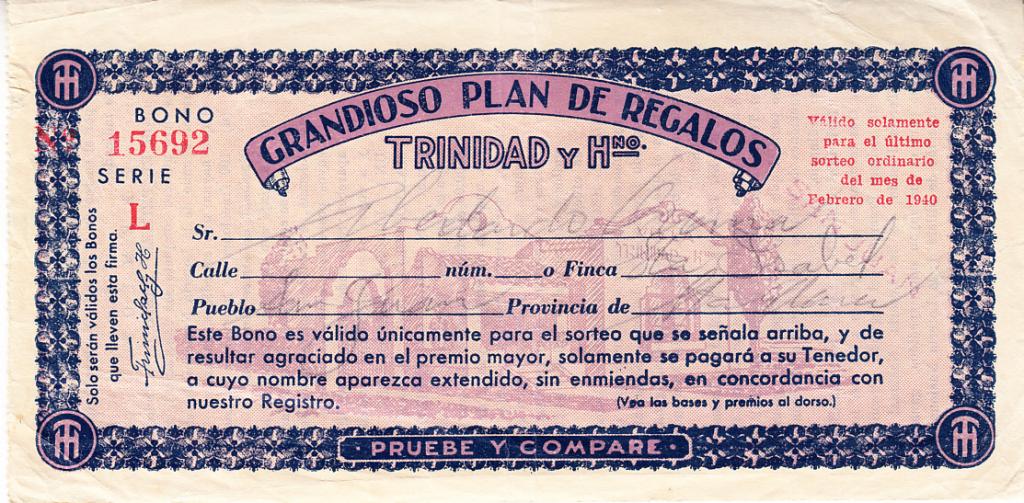 GRANDIOSO PLAN DE REGALOS
TRINDAD Y HNO.
BONO
Nº 15692
SERIE
L
Válido solamente
para el último
sorteo ordinario
del mes de
Febrero de 1940
Solo serán válidos los Bonos
que lleven esta firma.
Sr.
Calle núm. o Finca
Pueblo San Juan Provincia de
Este Bono es válido únicamente para el sorteo que se señala arriba, y de
resultar agraciado en el premio mayor, solamente se pagará a su Tenedor,
a cuyo nombre aparezca extendido, sin enmiendas, en concordancia con
nuestro Registro. (Vea las bases y premios al dorso.)
PRUEBE Y COMPARE